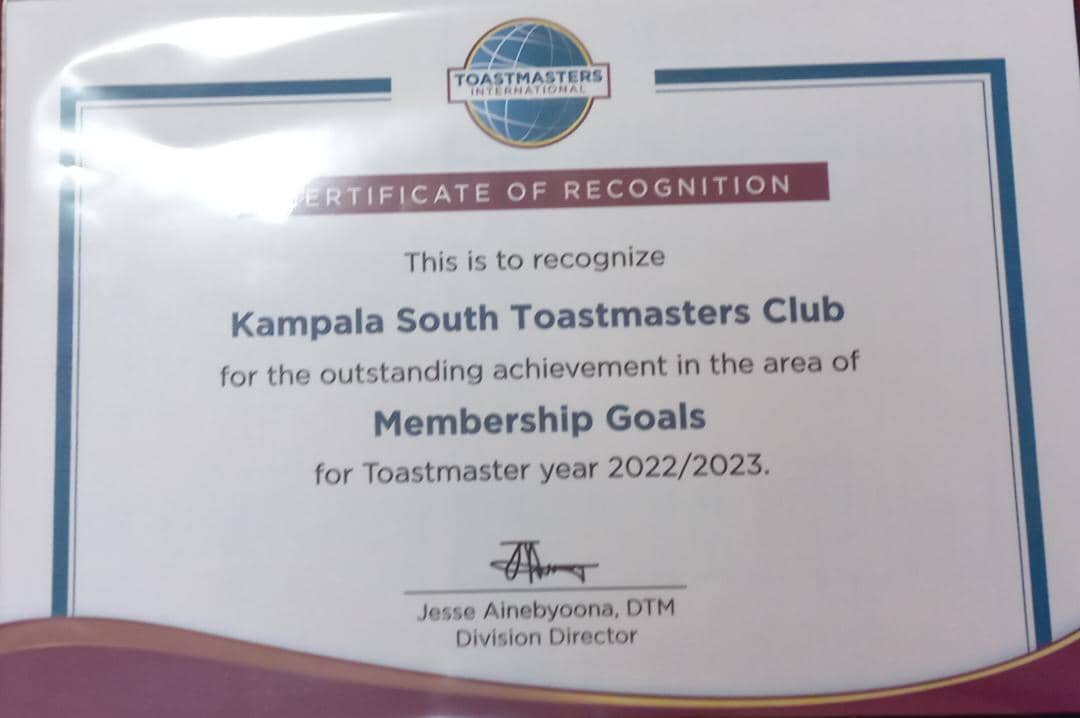 TOASTMASTERS
INTERNATIONAL
ERTIFICATE OF RECOGNITION
This is to recognize
Kampala South Toastmasters Club
for the outstanding achievement in the area of
Membership Goals
for Toastmaster year 2022/2023.
Jesse Ainebyoona, DTM
Division Director